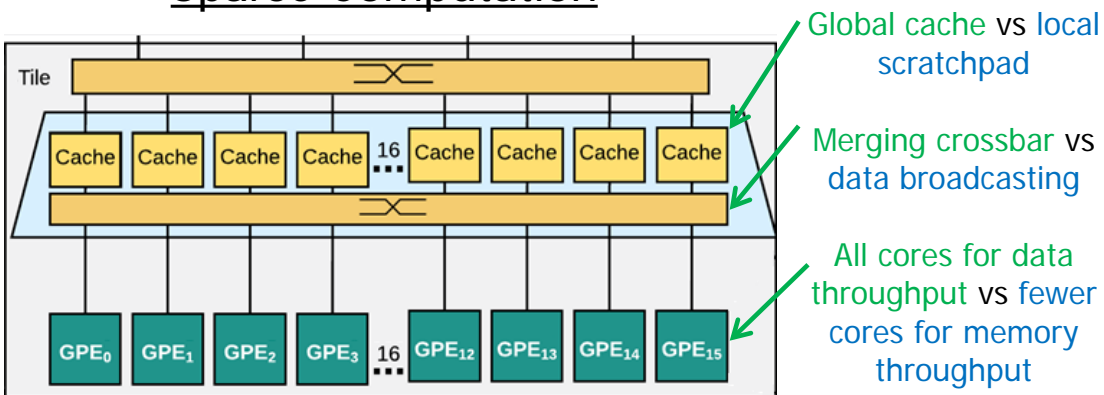 Sparse computation
Global cache vs local
scratchpad
Tile
Cache Cache Cache Cache 16 Cache Cache Cache Cache
Merging crossbar vs
data broadcasting
All cores for data
throughput vs fewer
cores for memory
throughput
GPE₀ GPE₁ GPE₂ GPE₃ 16 GPE₁₂ GPE₁₃ GPE₁₄ GPE₁₅